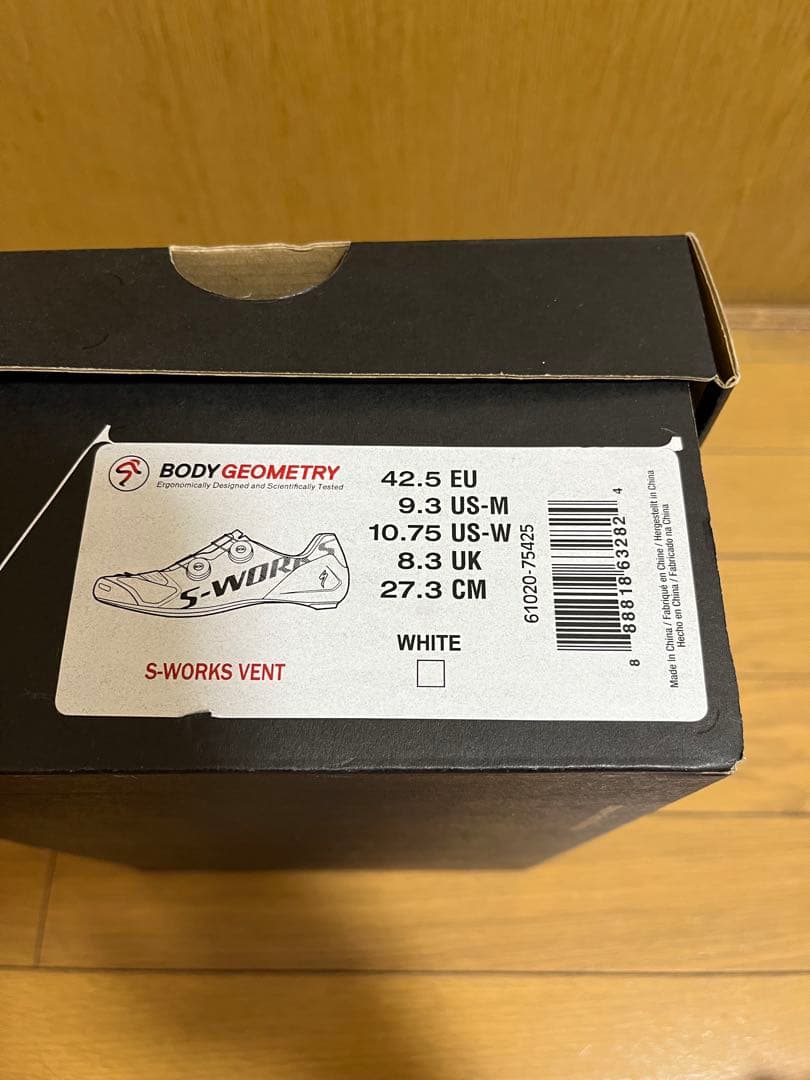 BODY GEOMETRY
Ergonomically Designed and Scientifically Tested
S-WORKS
S-WORKS VENT
42.5 EU
9.3 US-M
10.75 US-W
8.3 UK
27.3 CM
WHITE
61020-75425
8 88818 63282 4
Made in China / Fabriqué en Chine / Hergestellt in China
Hecho en China / Fabricado na China